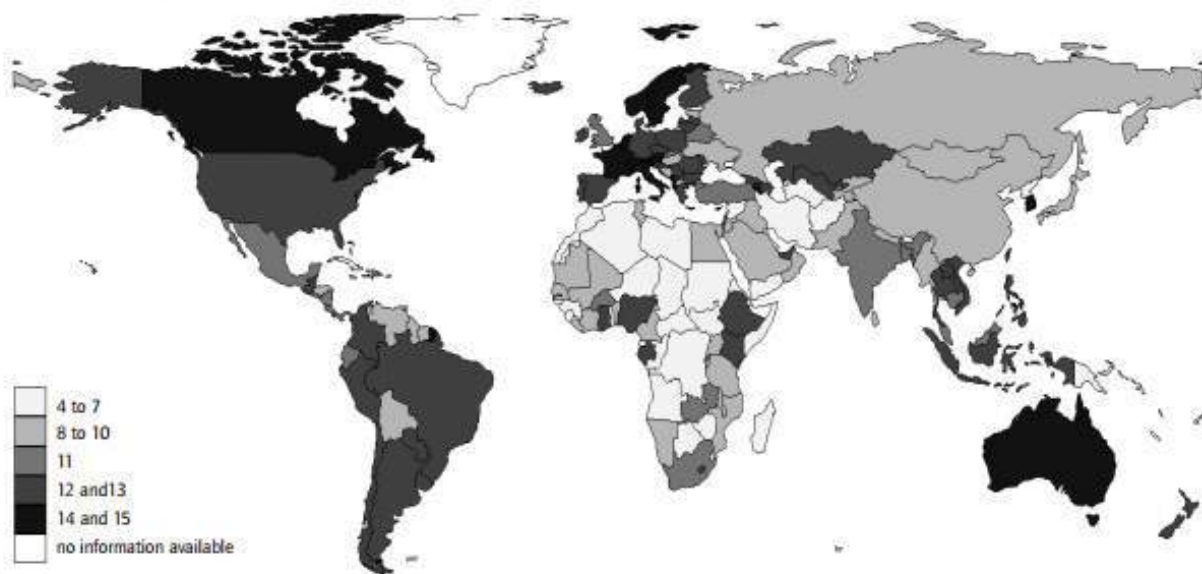 4 to 7
8 to 10
11
12 and13
14 and 15
no information available